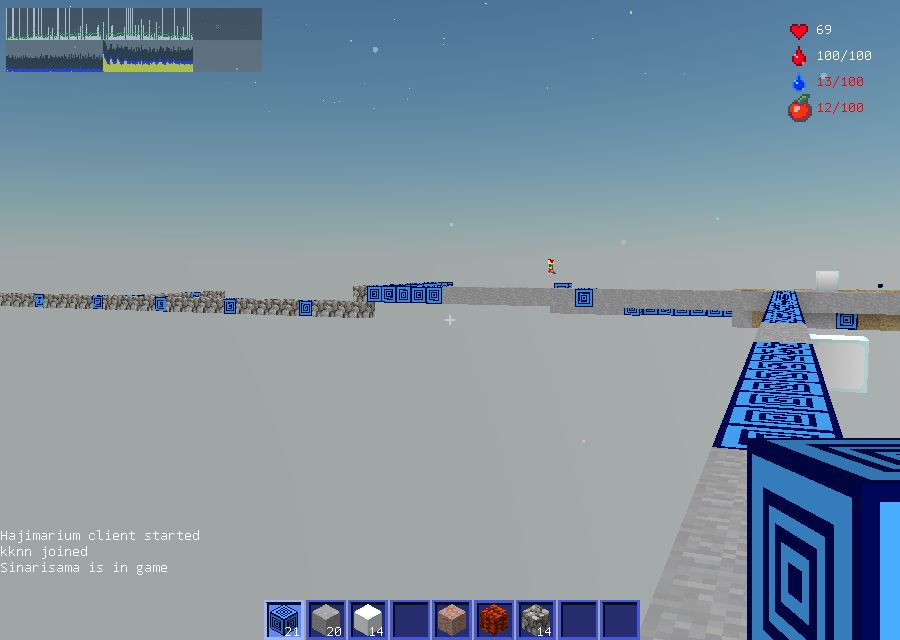 69
100/100
13/100
12/100
Hajimarium client started
kknn joined
Sinarisama is in game
21 20 14 14